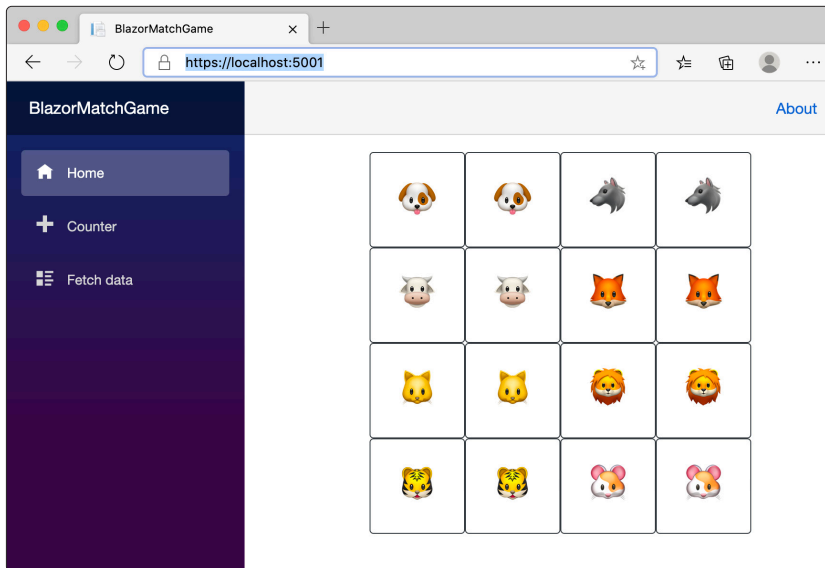 BlazorMatchGame
https://localhost:5001
BlazorMatchGame
About
Home
Counter
Fetch data